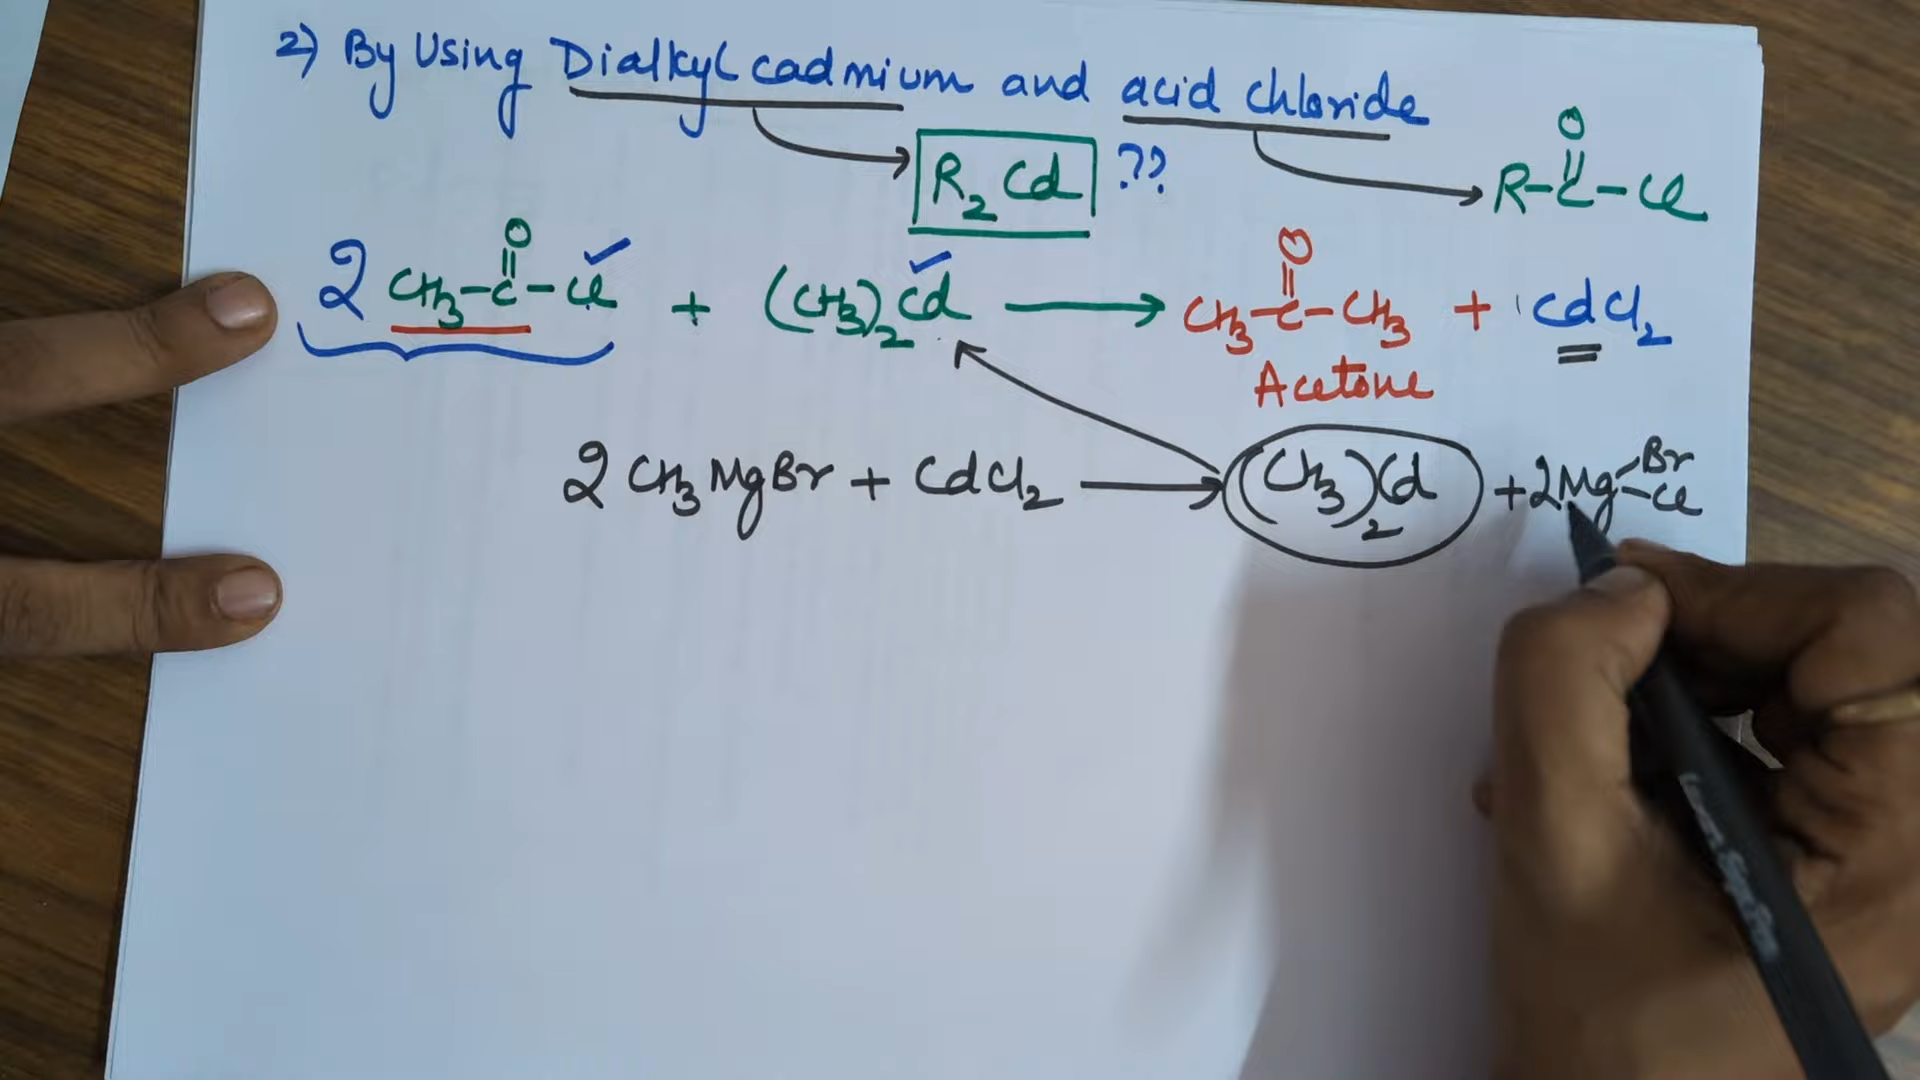 2) By Using Dialkyl cadmium and acid chloride
R₂Cd ??
O
||
R-C-Cl
O
||
2 CH₃-C-Cl + (CH₃)₂Cd ⟶ CH₃-C-CH₃ + CdCl₂
O
||
Acetone
2 CH₃MgBr + CdCl₂ ⟶ (CH₃)₂Cd + 2Mg-Br
-Cl